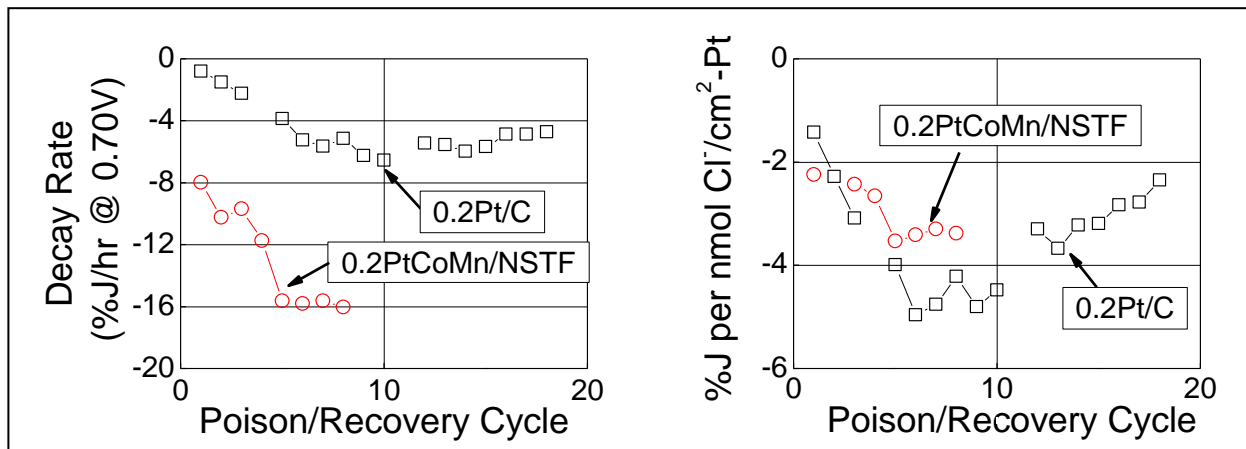 Decay Rate
(%J/hr @ 0.70V)
0
-4
-8
-12
-16
-20
0.2Pt/C
0.2PtCoMn/NSTF
0
10
20
Poison/Recovery Cycle
%J per nmol Cl⁻/cm²-Pt
0
-2
-4
-6
0.2PtCoMn/NSTF
0.2Pt/C
0
10
20
Poison/Recovery Cycle